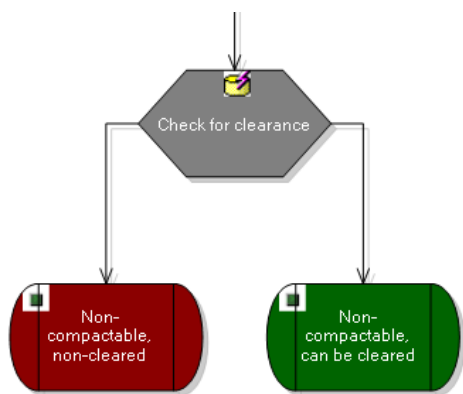 Check for clearance
Non-
compactable,
non-cleared
Non-
compactable,
can be cleared